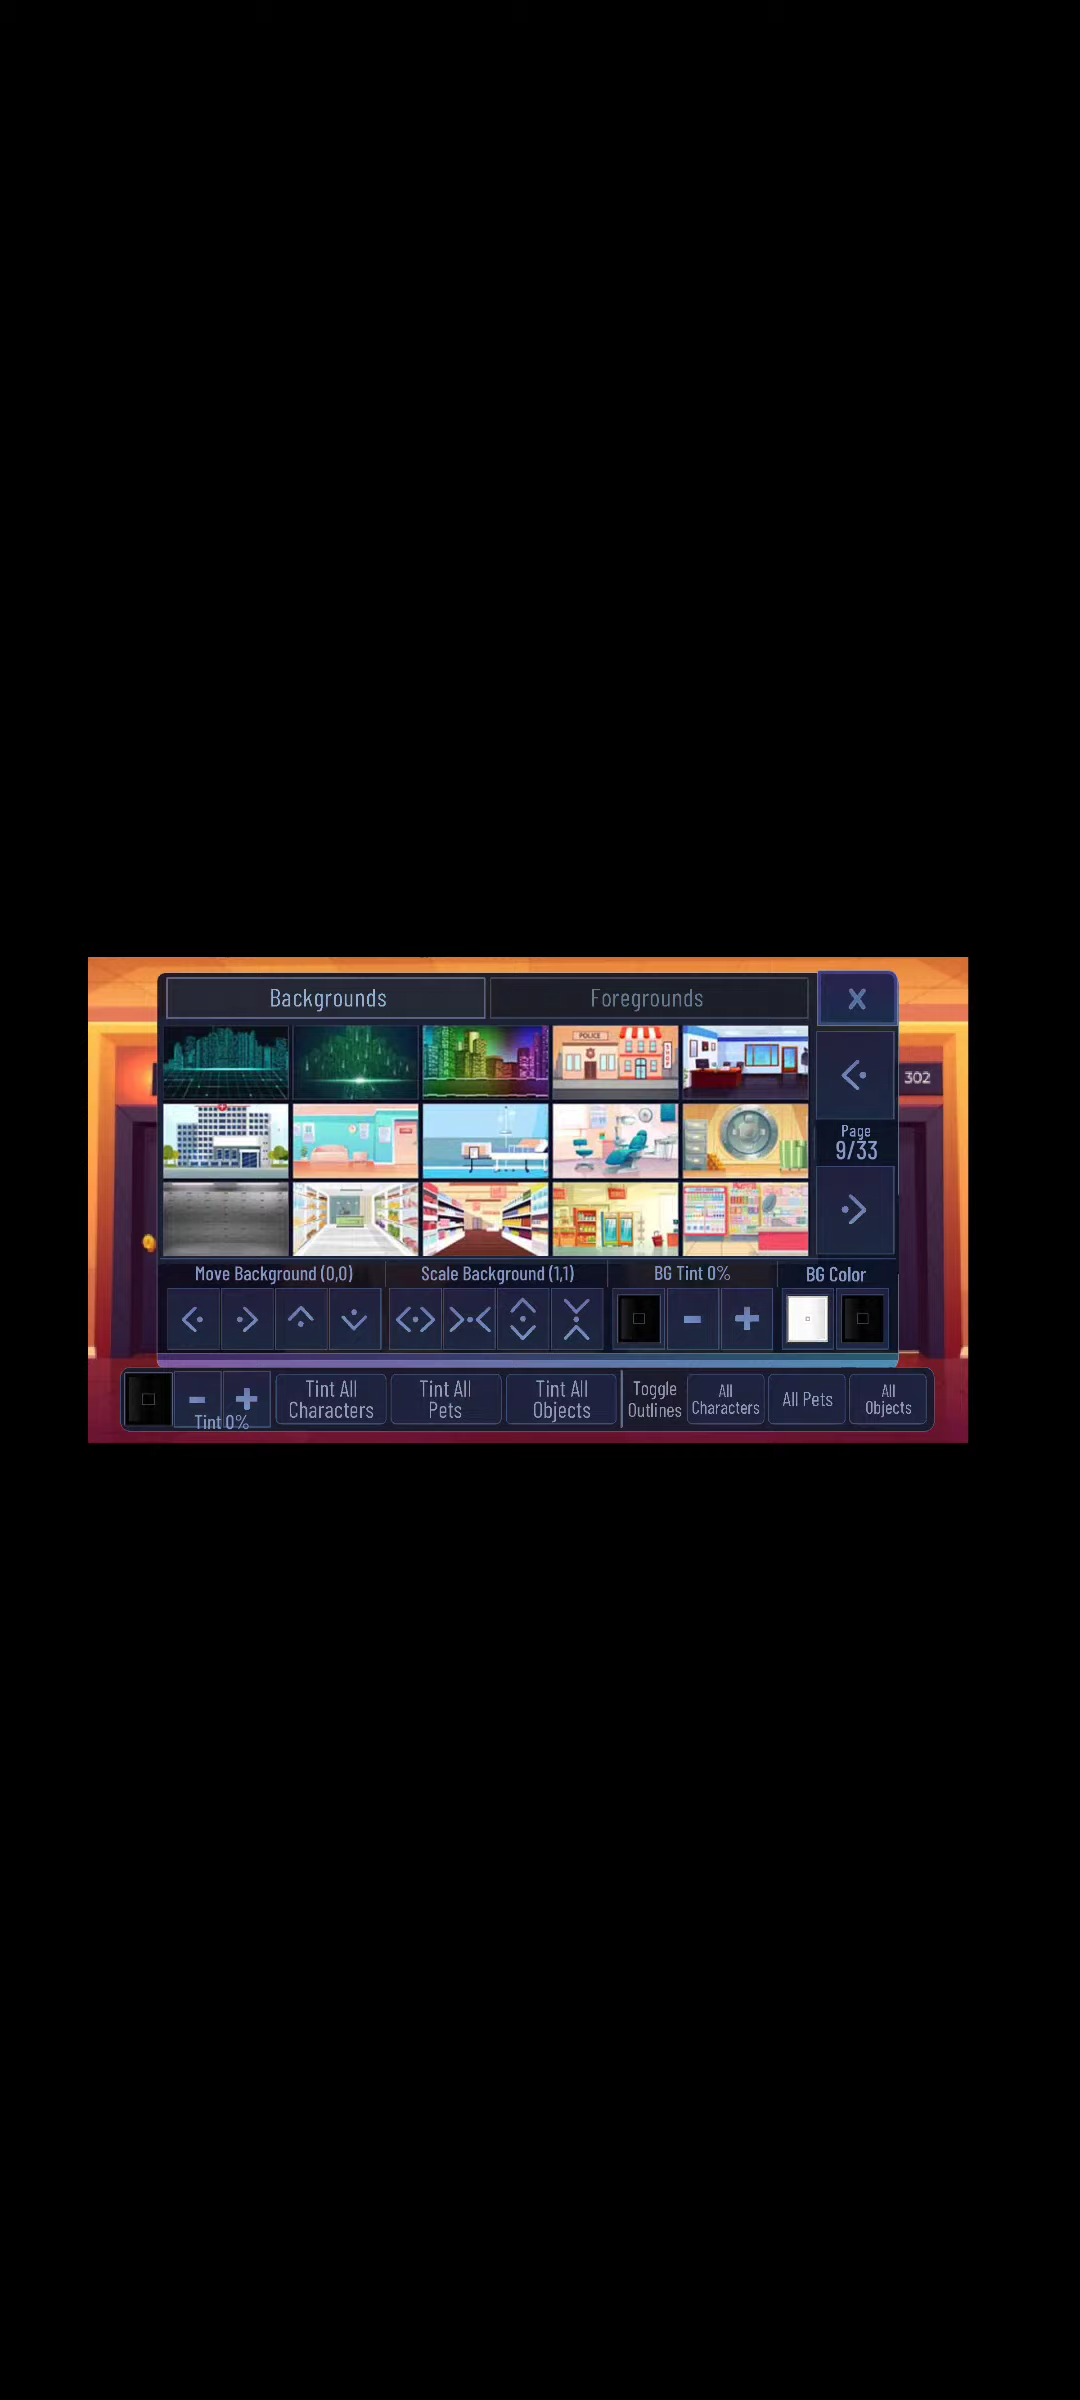 Backgrounds
Foregrounds
X
POLICE
302
Page
9/33
Move Background (0,0)
Scale Background (1,1)
BG Tint 0%
BG Color
Tint 0%
Tint All
Characters
Tint All
Pets
Tint All
Objects
Toggle
Outlines
All
Characters
All Pets
All
Objects